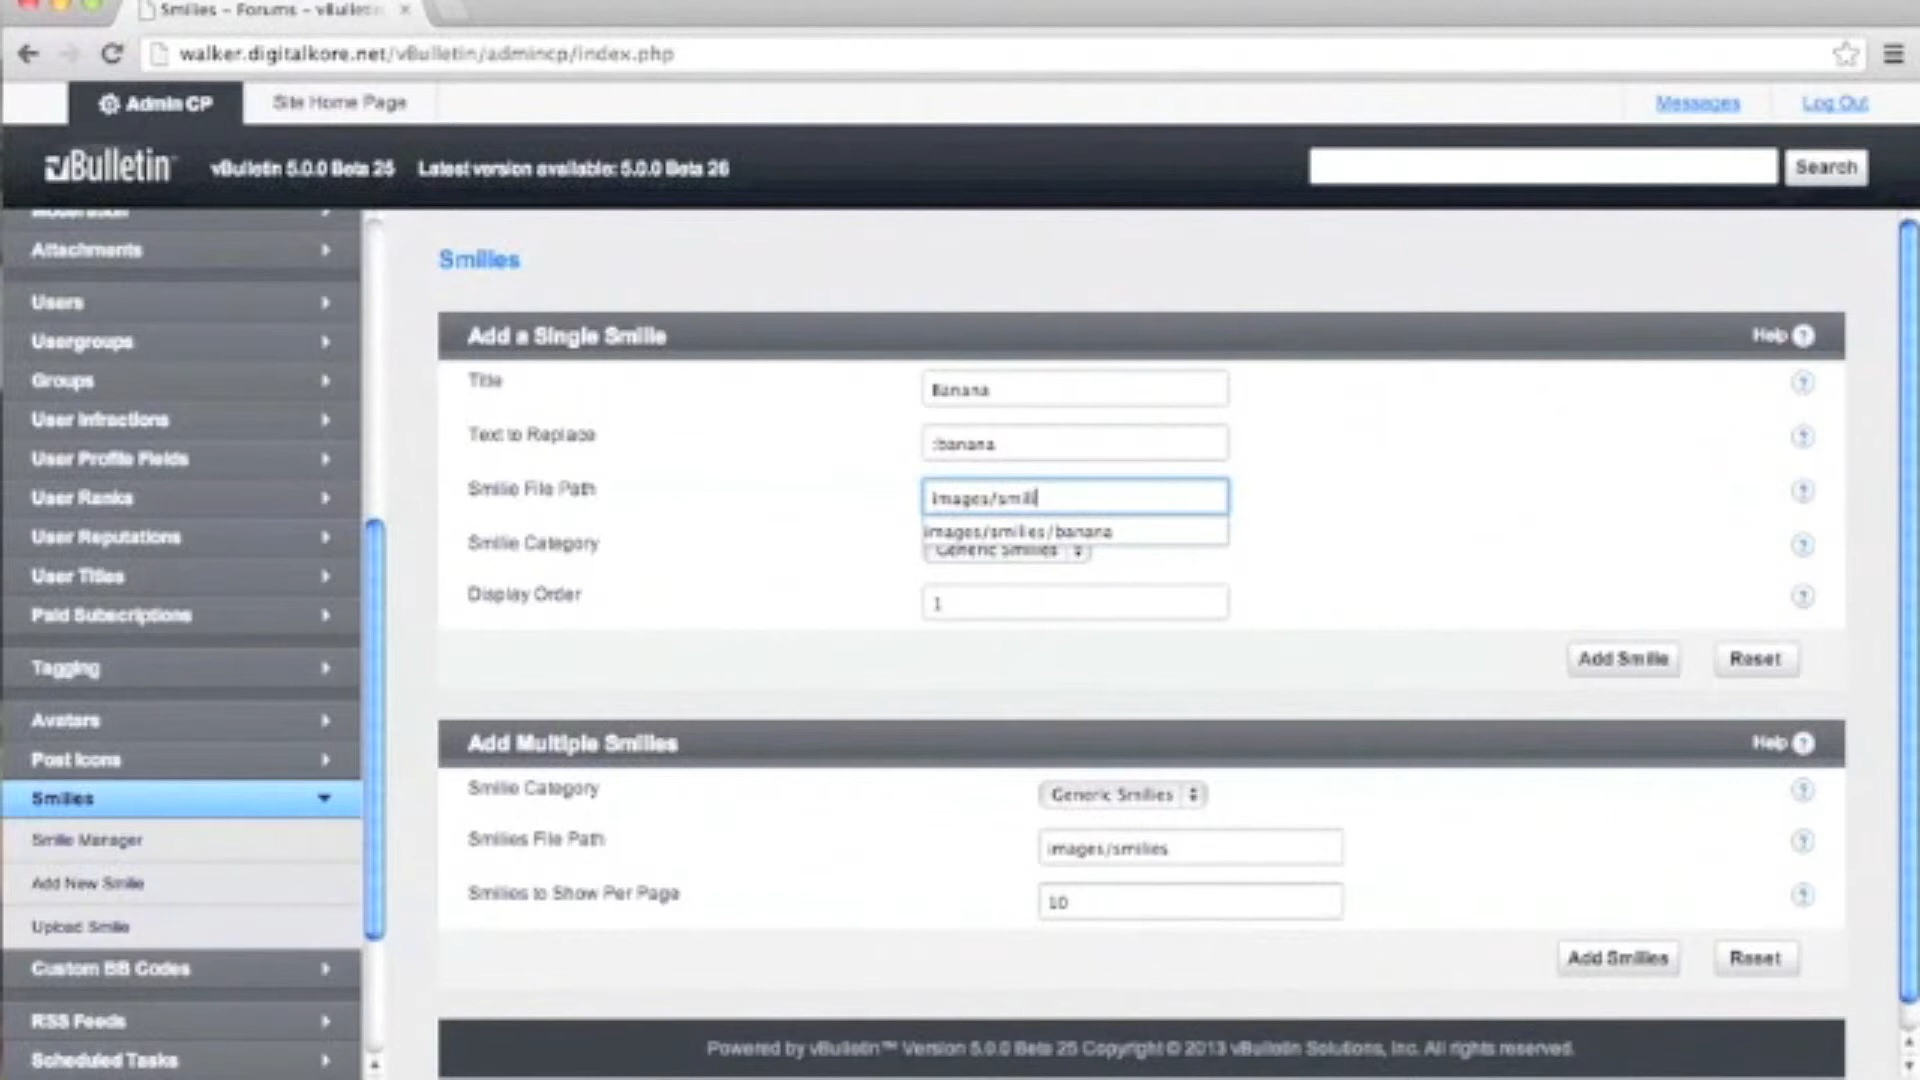 Smilies - Forums - vBulletin
walker.digitalkore.net/vBulletin/admincp/index.php
Admin CP
Site Home Page
Messages
Log Out
vBulletin
vBulletin 5.0.0 Beta 25
Latest version available: 5.0.0 Beta 26
Search
Moderation
Attachments
Users
Usergroups
Groups
User Infractions
User Profile Fields
User Ranks
User Reputations
User Titles
Paid Subscriptions
Tagging
Avatars
Post Icons
Smilies
Smilie Manager
Add New Smilie
Upload Smilie
Custom BB Codes
RSS Feeds
Scheduled Tasks
Smilies
Add a Single Smilie
Help ?
Title
Banana
Text to Replace
:banana
Smilie File Path
images/smili
images/smilies/banana
Smilie Category
Generic Smilies
Display Order
1
Add Smilie
Reset
Add Multiple Smilies
Help ?
Smilie Category
Generic Smilies
Smilies File Path
images/smilies
Smilies to Show Per Page
10
Add Smilies
Reset
Powered by vBulletin™ Version 5.0.0 Beta 25 Copyright © 2013 vBulletin Solutions, Inc. All rights reserved.